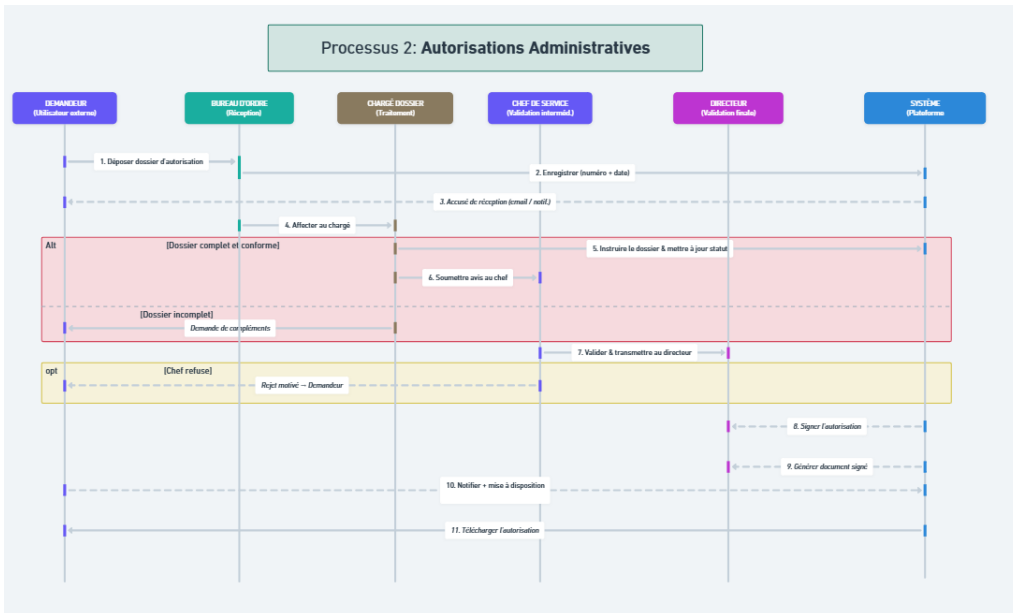 Processus 2: Autorisations Administratives
DEMANDEUR
(Utilisateur externe)
BUREAU D'ORDRE
(Réception)
CHARGÉ DOSSIER
(Traitement)
CHEF DE SERVICE
(Validation interméd.)
DIRECTEUR
(Validation finale)
SYSTÈME
(Plateforme
1. Déposer dossier d'autorisation
2. Enregistrer (numéro + date)
3. Accusé de réception (email / notif.)
4. Affecter au chargé
Alt
[Dossier complet et conforme]
5. Instruire le dossier & mettre à jour statut
6. Soumettre avis au chef
[Dossier incomplet]
Demande de compléments
7. Valider & transmettre au directeur
opt
[Chef refuse]
Rejet motivé → Demandeur
8. Signer l'autorisation
9. Générer document signé
10. Notifier + mise à disposition
11. Télécharger l'autorisation